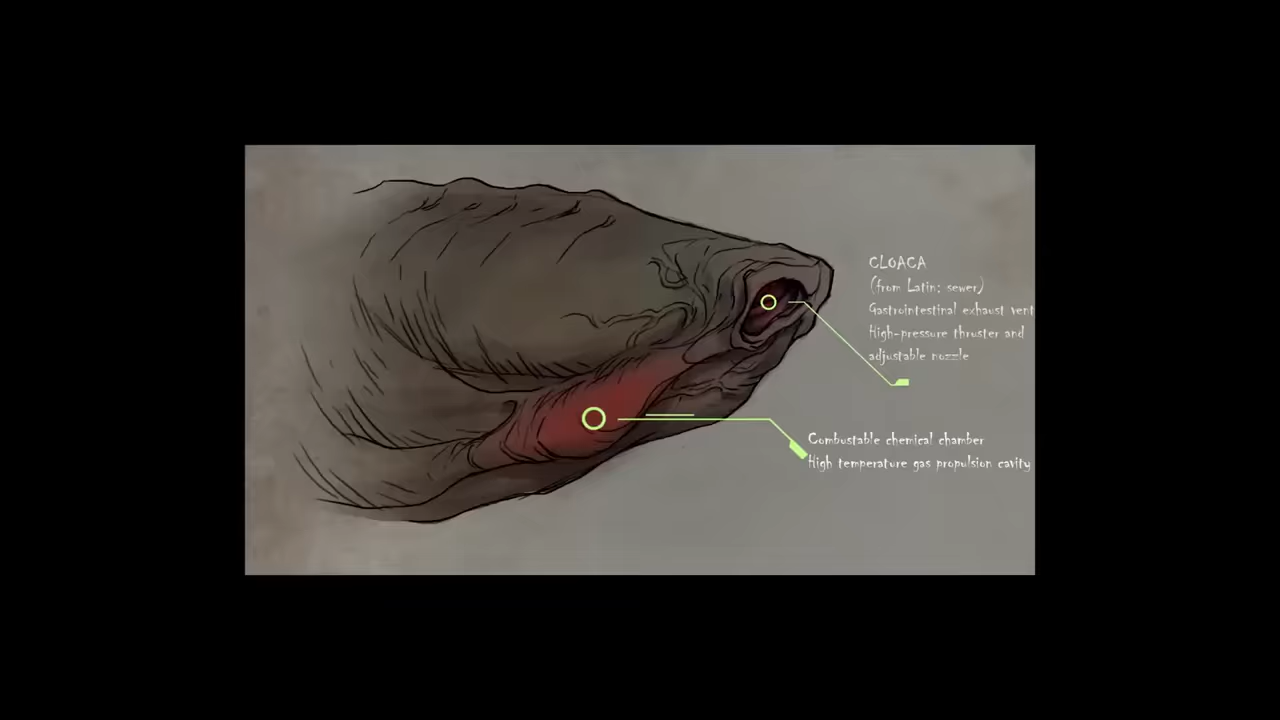 CLOACA
(from Latin: sewer)
Gastrointestinal exhaust vent
High-pressure thruster and
adjustable nozzle
Combustable chemical chamber
High temperature gas propulsion cavity